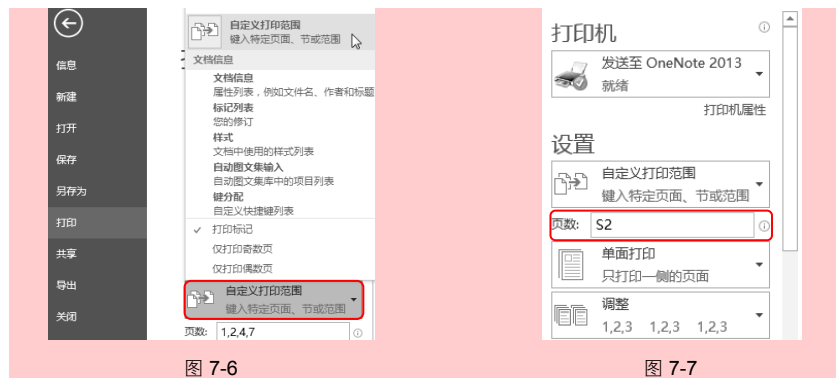 信息
新建
打开
保存
另存为
打印
共享
导出
关闭
自定义打印范围
键入特定页面、节或范围
文档信息
文档信息
属性列表，例如文件名、作者和标题
标记列表
您的修订
样式
文档中使用的样式列表
自动图文集输入
自动图文集库中的项目列表
键分配
自定义快捷键列表
✓ 打印标记
仅打印奇数页
仅打印偶数页
自定义打印范围
键入特定页面、节或范围
页数: 1,2,4,7
图 7-6
打印机
发送至 OneNote 2013
就绪
打印机属性
设置
自定义打印范围
键入特定页面、节或范围
页数: S2
单面打印
只打印一侧的页面
调整
1,2,3 1,2,3 1,2,3
图 7-7